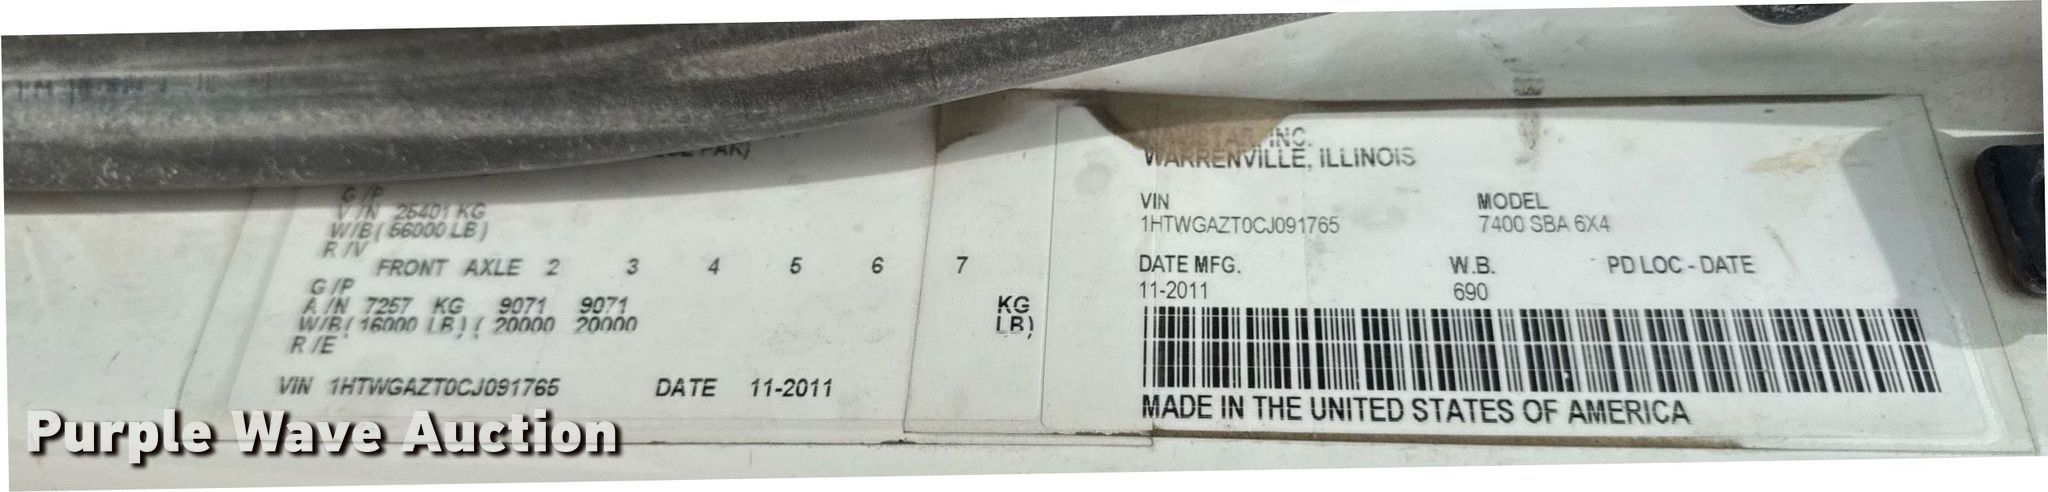 G/P
V/N 25401 KG
W/B( 56000 LB)
R/V
FRONT AXLE 2 3 4 5 6 7
G/P
A/N 7257 KG 9071 9071 KG
W/B( 16000 LB)( 20000 20000 LB)
R/E
VIN 1HTWGAZT0CJ091765 DATE 11-2011
INC.
WARRENVILLE, ILLINOIS
VIN MODEL
1HTWGAZT0CJ091765 7400 SBA 6X4
DATE MFG. W.B. PD LOC - DATE
11-2011 690
MADE IN THE UNITED STATES OF AMERICA
Purple Wave Auction